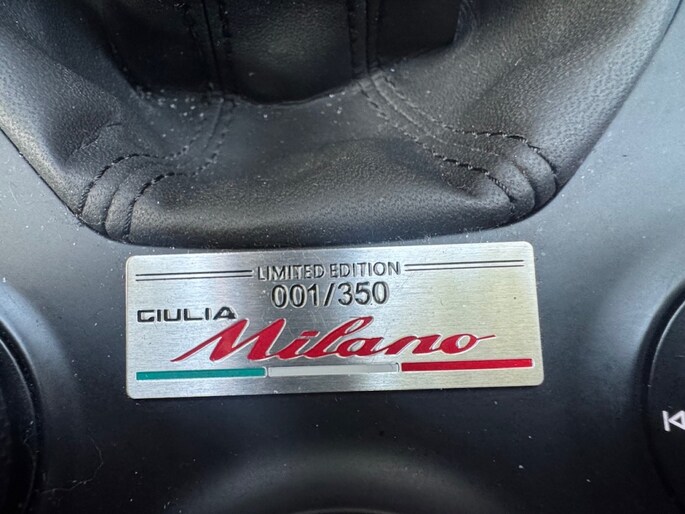 LIMITED EDITION
001/350
GIULIA
Milano